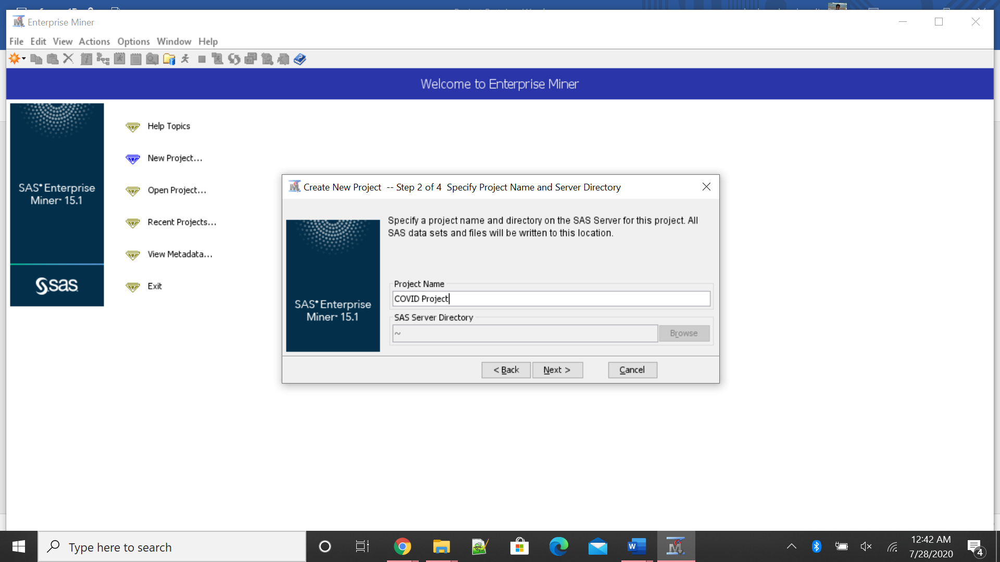 Enterprise Miner
File Edit View Actions Options Window Help
Welcome to Enterprise Miner
SAS® Enterprise
Miner™ 15.1
sas
Help Topics
New Project...
Open Project...
Recent Projects...
View Metadata...
Exit
Create New Project -- Step 2 of 4 Specify Project Name and Server Directory
Specify a project name and directory on the SAS Server for this project. All
SAS data sets and files will be written to this location.
SAS® Enterprise
Miner™ 15.1
Project Name
COVID Project
SAS Server Directory
~
Browse
< Back
Next >
Cancel
Type here to search
W
12:42 AM
7/28/2020
4